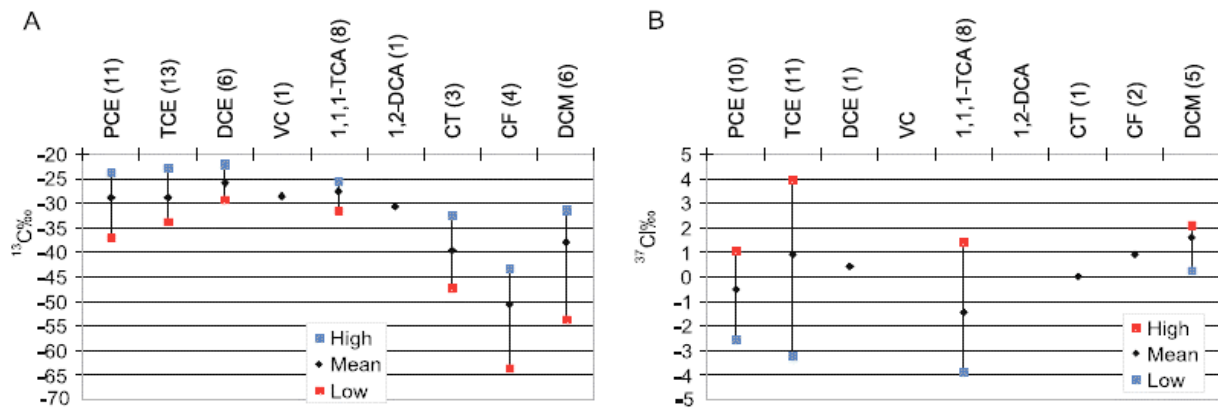 A
PCE (11)
TCE (13)
DCE (6)
VC (1)
1,1,1-TCA (8)
1,2-DCA (1)
CT (3)
CF (4)
DCM (6)
-20
-25
-30
-35
-40
-45
-50
-55
-60
-65
-70
¹³C‰
High
Mean
Low
B
PCE (10)
TCE (11)
DCE (1)
VC
1,1,1-TCA (8)
1,2-DCA
CT (1)
CF (2)
DCM (5)
5
4
3
2
1
0
-1
-2
-3
-4
-5
³⁷Cl‰
High
Mean
Low